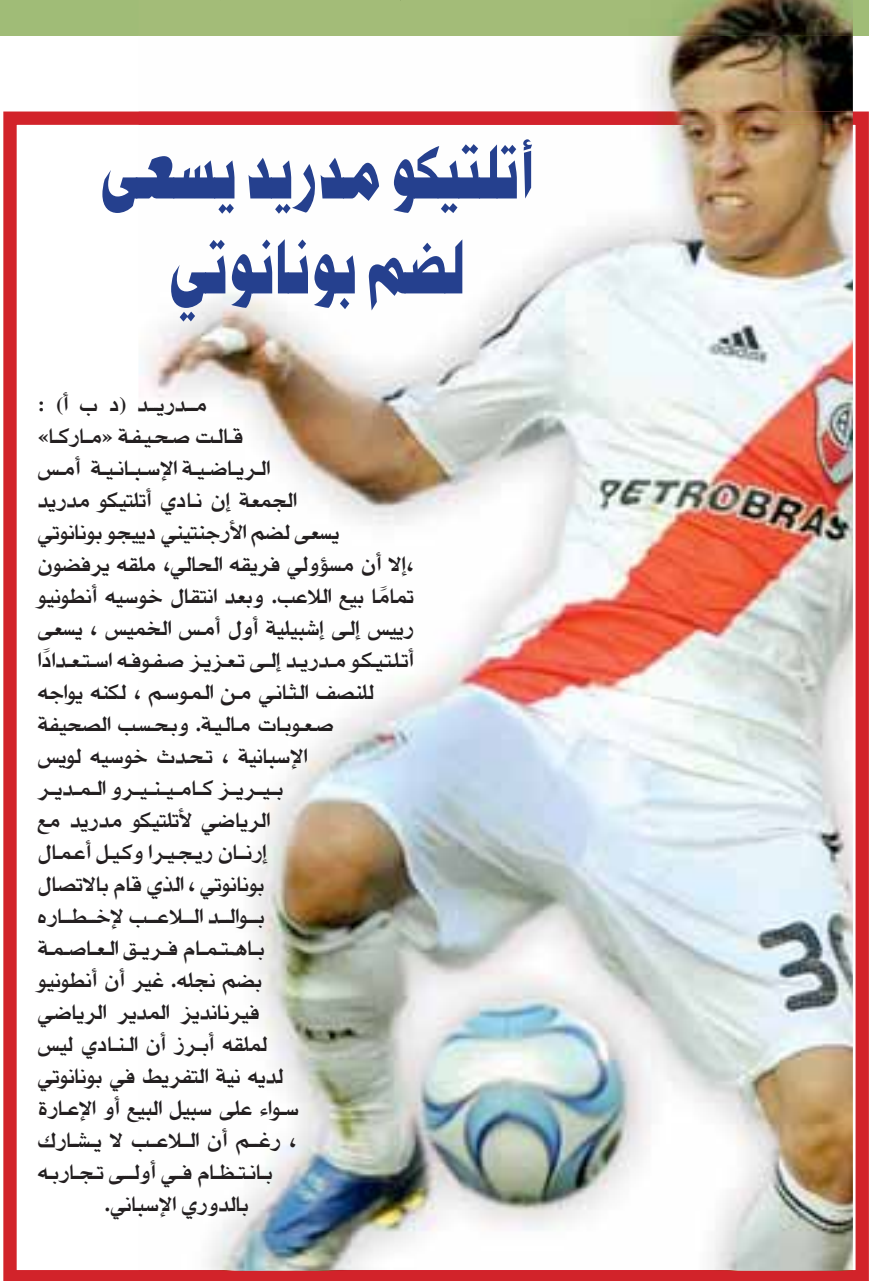 أتلتيكو مدريد يسعى
لضم بونانوتي
مدريد (د ب أ) :
قالت صحيفة «ماركا»
الرياضية الإسبانية أمس
الجمعة إن نادي أتلتيكو مدريد
يسعى لضم الأرجنتيني دييجو بونانوتي
،إلا أن مسؤولي فريقه الحالي، ملقه يرفضون
تمامًا بيع اللاعب. وبعد انتقال خوسيه أنطونيو
رييس إلى إشبيلية أول أمس الخميس ، يسعى
أتلتيكو مدريد إلى تعزيز صفوفه استعدادًا
للنصف الثاني من الموسم ، لكنه يواجه
صعوبات مالية. وبحسب الصحيفة
الإسبانية ، تحدث خوسيه لويس
بيريز كامينيرو المدير
الرياضي لأتلتيكو مدريد مع
إرنان ريجيرا وكيل أعمال
بونانوتي ، الذي قام بالاتصال
بوالد اللاعب لإخطاره
باهتمام فريق العاصمة
بضم نجله. غير أن أنطونيو
فيرنانديز المدير الرياضي
لملقه أبرز أن النادي ليس
لديه نية التفريط في بونانوتي
سواء على سبيل البيع أو الإعارة
، رغم أن اللاعب لا يشارك
بانتظام في أولى تجاربه
بالدوري الإسباني.
adidas
PETROBRAS
30